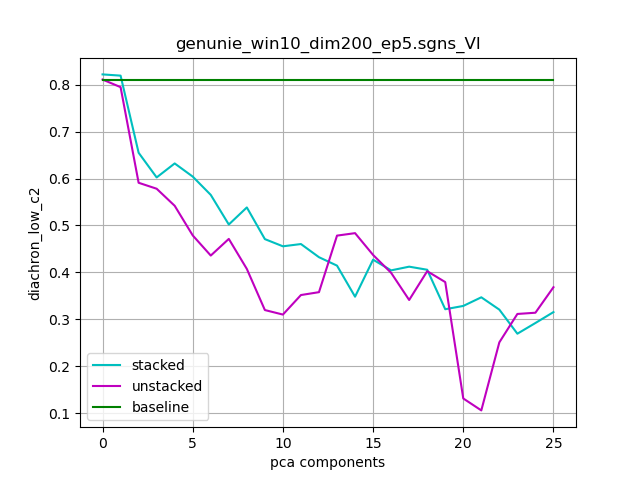 genunie_win10_dim200_ep5.sgns_VI
diachron_low_c2
0.8
0.7
0.6
0.5
0.4
0.3
0.2
0.1
stacked
unstacked
baseline
0 5 10 15 20 25
pca components